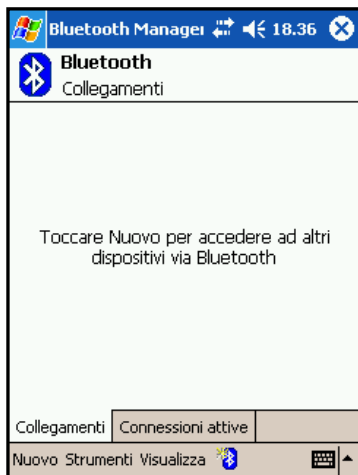 Bluetooth Manager 18.36
Bluetooth
Collegamenti
Toccare Nuovo per accedere ad altri
dispositivi via Bluetooth
Collegamenti Connessioni attive
Nuovo Strumenti Visualizza